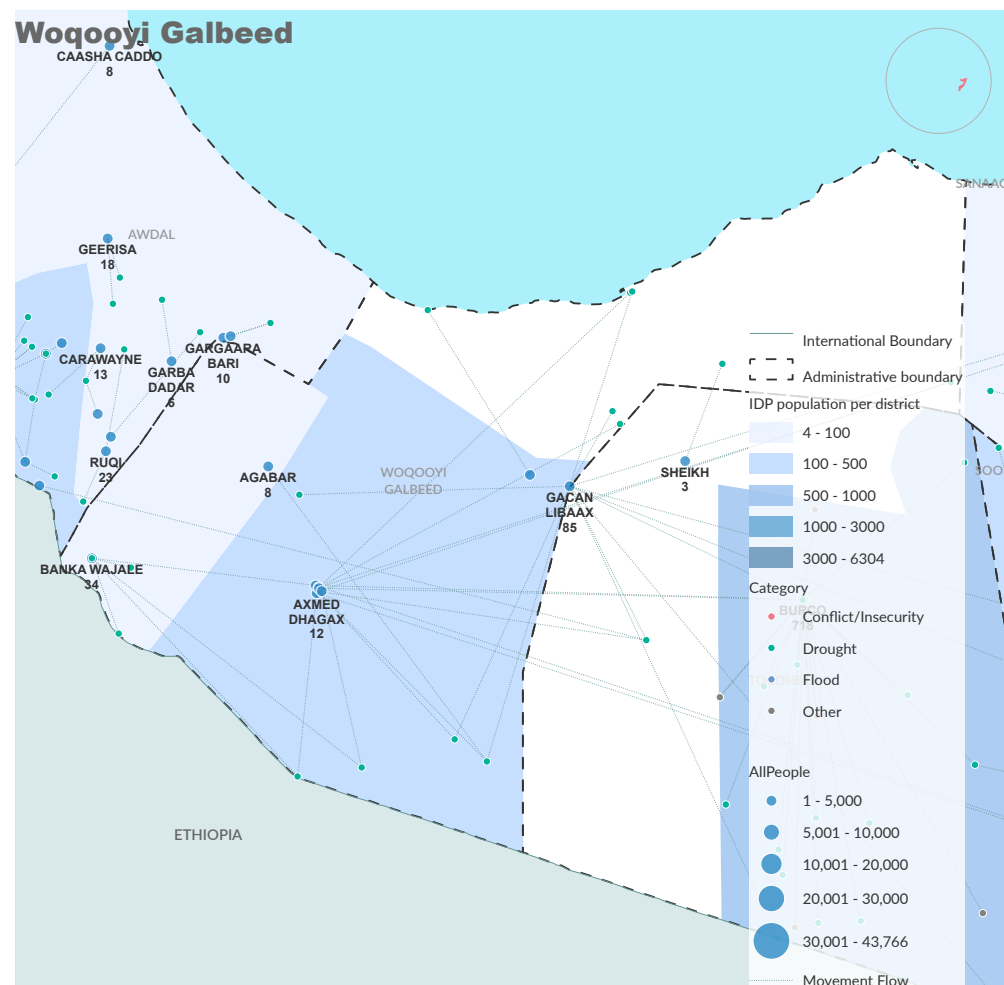 Woqooyi Galbeed
CAASHA CADDO
8
SANAAG
AWDAL
GEERISA
18
CARAWAYNE
13
GARGAARA
BARI
10
GARBA
DADAR
6
RUQI
23
AGABAR
8
WOQOOYI
GALBEED
SHEIKH
3
GACAN
LIBAAX
85
BANKA WAJALE
34
AXMED
DHAGAX
12
BURCO
718
SOO
ETHIOPIA
International Boundary
Administrative boundary
IDP population per district
4 - 100
100 - 500
500 - 1000
1000 - 3000
3000 - 6304
Category
Conflict/Insecurity
Drought
Flood
Other
AllPeople
1 - 5,000
5,001 - 10,000
10,001 - 20,000
20,001 - 30,000
30,001 - 43,766
Movement Flow